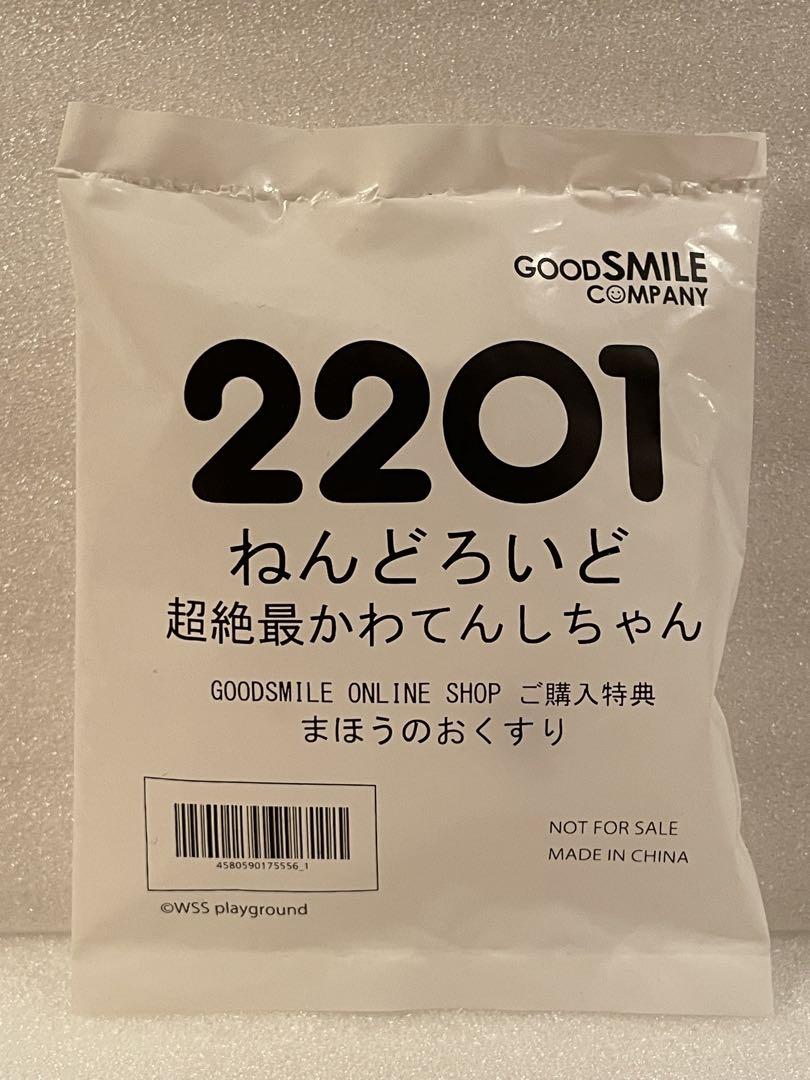 GOODSMILE
COMPANY
2201
ねんどろいど
超絶最かわてんしちゃん
GOODSMILE ONLINE SHOP ご購入特典
まほうのおくすり
4580590175556_1
NOT FOR SALE
MADE IN CHINA
©WSS playground